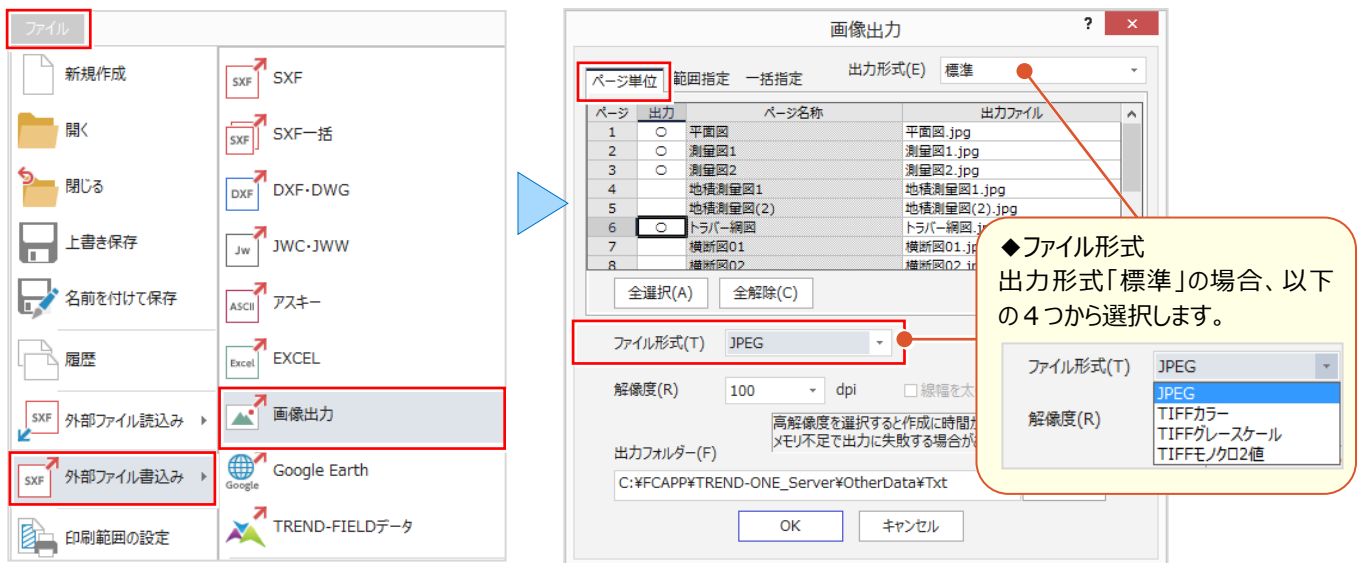 ファイル
新規作成
開く
閉じる
上書き保存
名前を付けて保存
履歴
SXF 外部ファイル読込み
SXF 外部ファイル書込み
印刷範囲の設定
SXF SXF
SXF SXF一括
DXF DXF・DWG
Jw JWC・JWW
ASCII アスキー
Excel EXCEL
画像出力
Google Google Earth
TREND-FIELDデータ
画像出力 ? ×
ページ単位 範囲指定 一括指定 出力形式(E) 標準
ページ 出力 ページ名称 出力ファイル
1 ○ 平面図 平面図.jpg
2 ○ 測量図1 測量図1.jpg
3 ○ 測量図2 測量図2.jpg
4 地積測量図1 地積測量図1.jpg
5 地積測量図(2) 地積測量図(2).jpg
6 ○ トラバー網図 トラバー網図.j
7 横断図01 横断図01.jp
8 横断図02 横断図02.j
全選択(A) 全解除(C)
ファイル形式(T) JPEG
解像度(R) 100 dpi 線幅を太
高解像度を選択すると作成に時間が
メモリ不足で出力に失敗する場合が
出力フォルダー(F)
C:¥FCAPP¥TREND-ONE_Server¥OtherData¥Txt
OK キャンセル
◆ファイル形式
出力形式「標準」の場合、以下
の４つから選択します。
ファイル形式(T) JPEG
JPEG
解像度(R) TIFFカラー
TIFFグレースケール
TIFFモノクロ2値